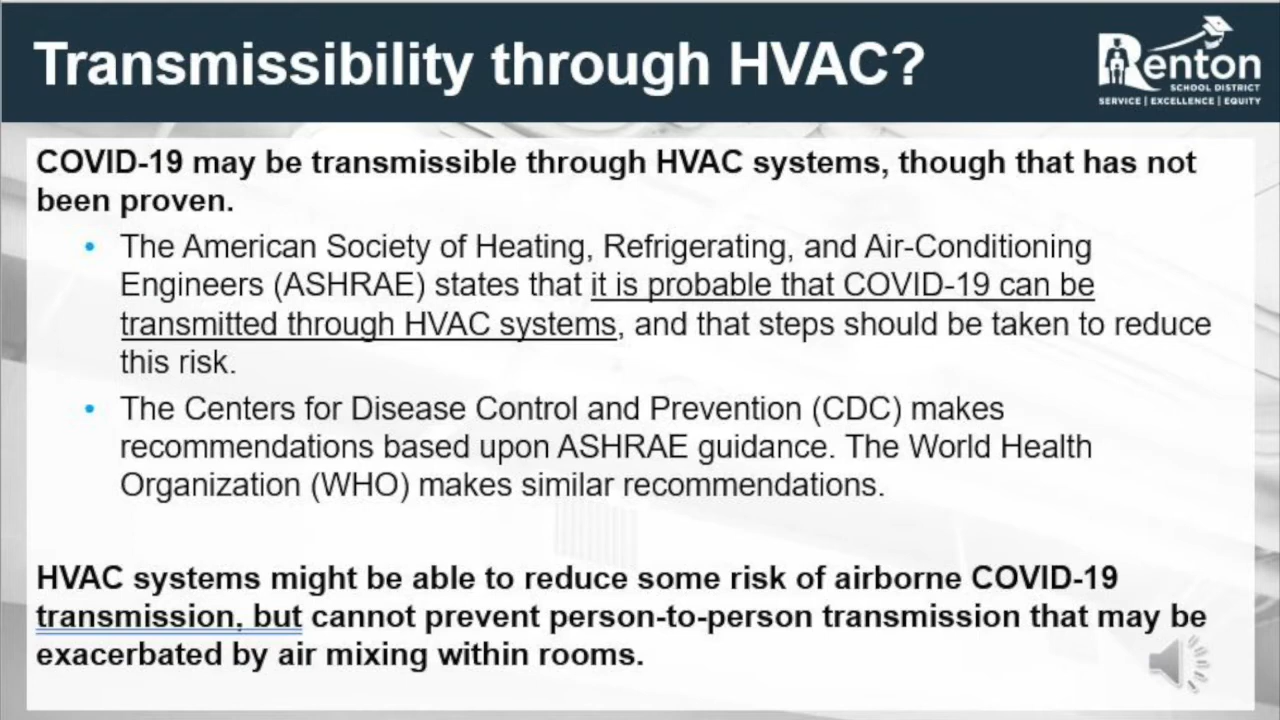 Transmissibility through HVAC?
Renton
SCHOOL DISTRICT
SERVICE | EXCELLENCE | EQUITY
COVID-19 may be transmissible through HVAC systems, though that has not
been proven.
• The American Society of Heating, Refrigerating, and Air-Conditioning
Engineers (ASHRAE) states that it is probable that COVID-19 can be
transmitted through HVAC systems, and that steps should be taken to reduce
this risk.
• The Centers for Disease Control and Prevention (CDC) makes
recommendations based upon ASHRAE guidance. The World Health
Organization (WHO) makes similar recommendations.
HVAC systems might be able to reduce some risk of airborne COVID-19
transmission, but cannot prevent person-to-person transmission that may be
exacerbated by air mixing within rooms.